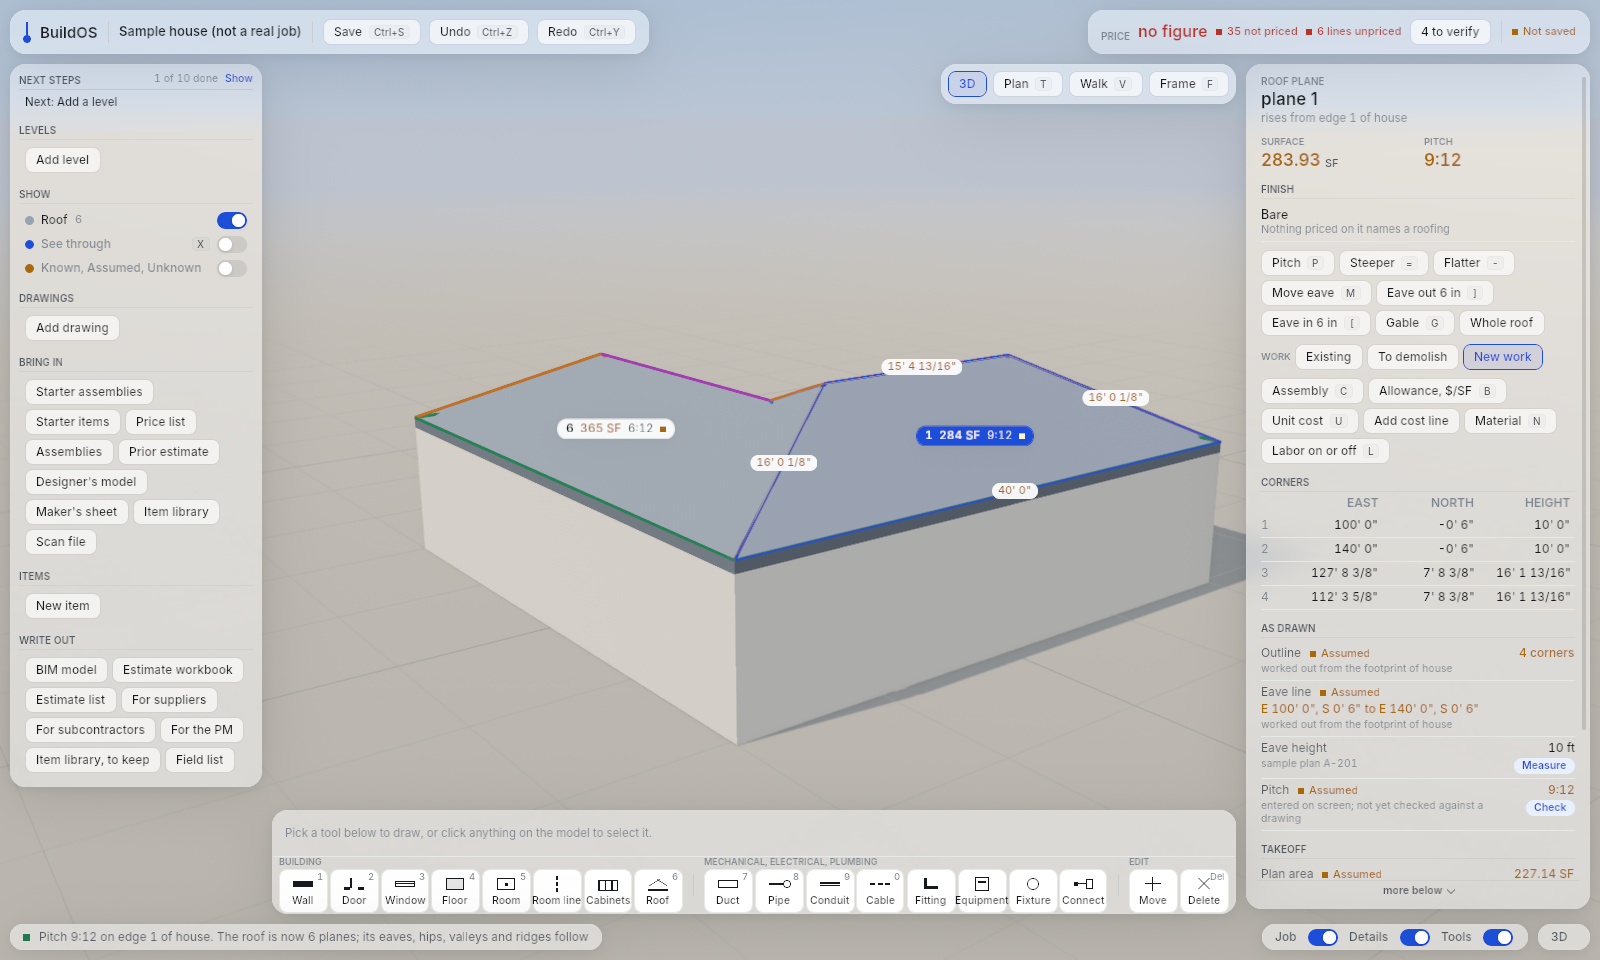 BuildOS
Sample house (not a real job)
Save Ctrl+S
Undo Ctrl+Z
Redo Ctrl+Y
PRICE no figure
35 not priced
6 lines unpriced
4 to verify
Not saved
NEXT STEPS 1 of 10 done Show
Next: Add a level
LEVELS
Add level
SHOW
Roof 6
See through X
Known, Assumed, Unknown
DRAWINGS
Add drawing
BRING IN
Starter assemblies
Starter items Price list
Assemblies Prior estimate
Designer's model
Maker's sheet Item library
Scan file
ITEMS
New item
WRITE OUT
BIM model Estimate workbook
Estimate list For suppliers
For subcontractors For the PM
Item library, to keep Field list
3D Plan T Walk V Frame F
15' 4 13/16"
16' 0 1/8"
6 365 SF 6:12
1 284 SF 9:12
16' 0 1/8"
40' 0"
ROOF PLANE
plane 1
rises from edge 1 of house
SURFACE PITCH
283.93 SF 9:12
FINISH
Bare
Nothing priced on it names a roofing
Pitch P Steeper = Flatter -
Move eave M Eave out 6 in ]
Eave in 6 in [ Gable G Whole roof
WORK Existing To demolish New work
Assembly C Allowance, $/SF B
Unit cost U Add cost line Material N
Labor on or off L
CORNERS
EAST NORTH HEIGHT
1 100' 0" -0' 6" 10' 0"
2 140' 0" -0' 6" 10' 0"
3 127' 8 3/8" 7' 8 3/8" 16' 1 13/16"
4 112' 3 5/8" 7' 8 3/8" 16' 1 13/16"
AS DRAWN
Outline Assumed 4 corners
worked out from the footprint of house
Eave line Assumed
E 100' 0", S 0' 6" to E 140' 0", S 0' 6"
worked out from the footprint of house
Eave height 10 ft
sample plan A-201 Measure
Pitch Assumed 9:12
entered on screen; not yet checked against a Check
drawing
TAKEOFF
Plan area Assumed 227.14 SF
more below
Pick a tool below to draw, or click anything on the model to select it.
BUILDING MECHANICAL, ELECTRICAL, PLUMBING EDIT
1 2 3 4 5 6 7 8 9 0 Del
Wall Door Window Floor Room Room line Cabinets Roof Duct Pipe Conduit Cable Fitting Equipment Fixture Connect Move Delete
Pitch 9:12 on edge 1 of house. The roof is now 6 planes; its eaves, hips, valleys and ridges follow
Job Details Tools 3D